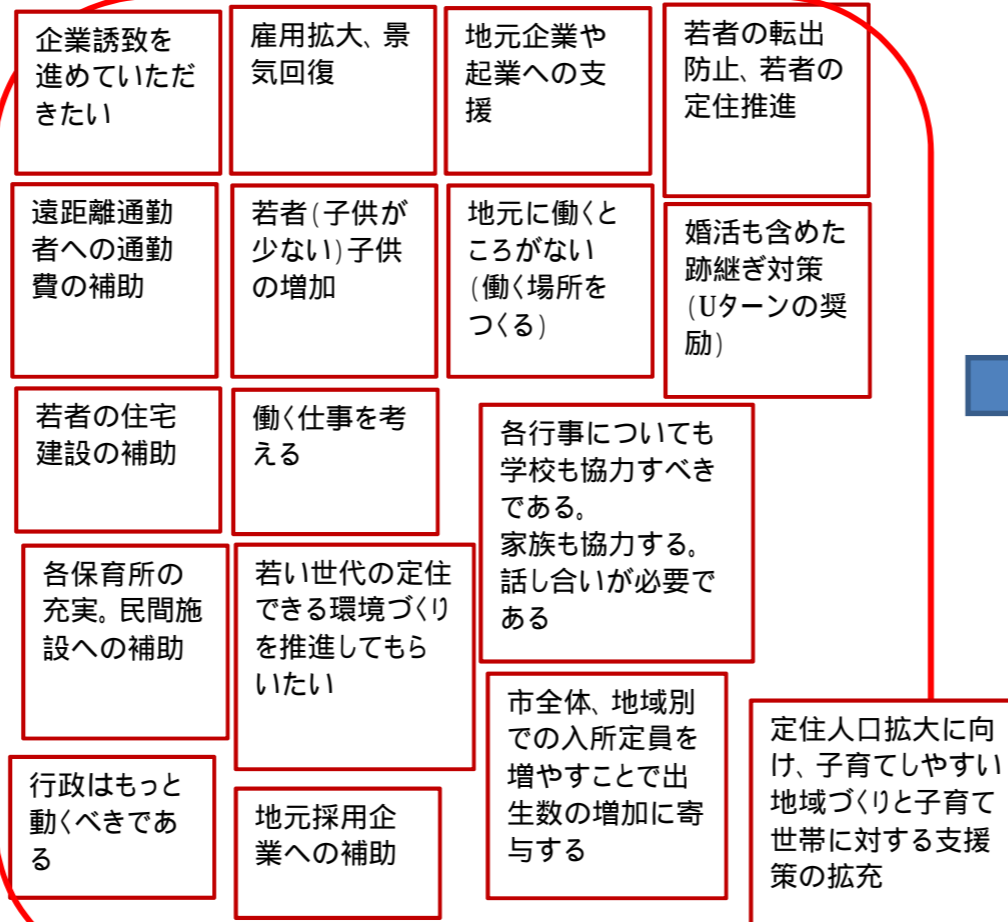 企業誘致を
進めていただ
きたい
雇用拡大、景
気回復
地元企業や
起業への支
援
若者の転出
防止、若者の
定住推進
遠距離通勤
者への通勤
費の補助
若者(子供が
少ない)子供
の増加
地元に働くと
ころがない
(働く場所を
つくる)
婚活も含めた
跡継ぎ対策
(Uターンの奨
励)
若者の住宅
建設の補助
働く仕事を考
える
各行事についても
学校も協力すべき
である。
家族も協力する。
話し合いが必要で
ある
各保育所の
充実。民間施
設への補助
若い世代の定住
できる環境づくり
を推進してもら
いたい
市全体、地域別
での入所定員を
増やすことで出
生数の増加に寄
与する
定住人口拡大に向
け、子育てしやすい
地域づくりと子育て
世帯に対する支援
策の拡充
行政はもっと
動くべきであ
る
地元採用企
業への補助